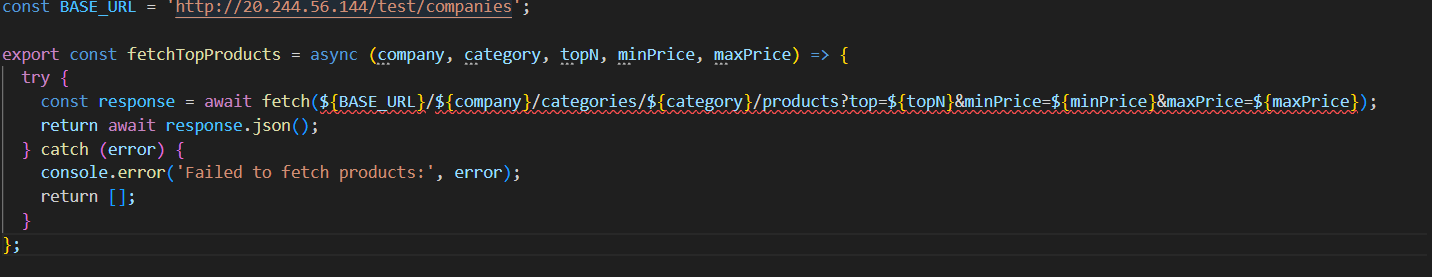 const BASE_URL = 'http://20.244.56.144/test/companies';
export const fetchTopProducts = async (company, category, topN, minPrice, maxPrice) => {
try {
const response = await fetch(${BASE_URL}/${company}/categories/${category}/products?top=${topN}&minPrice=${minPrice}&maxPrice=${maxPrice});
return await response.json();
} catch (error) {
console.error('Failed to fetch products:', error);
return [];
}
};